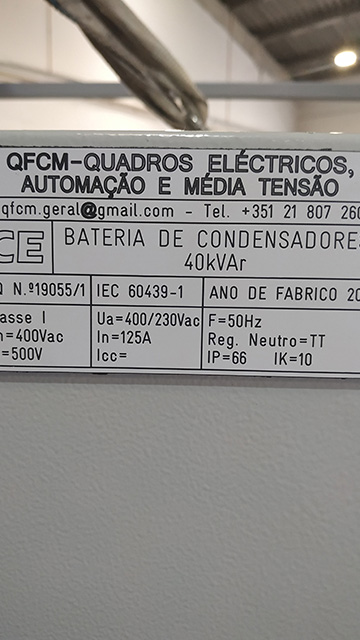 QFCM-QUADROS ELÉCTRICOS,
AUTOMAÇÃO E MÉDIA TENSÃO
qfcm.geral@gmail.com - Tel. +351 21 807 260
CE BATERIA DE CONDENSADORE
40kVAr
Q N.º19055/1 IEC 60439-1 ANO DE FABRICO 20
asse I Ua=400/230Vac F=50Hz
n=400Vac In=125A Reg. Neutro=TT
=500V Icc= IP=66 IK=10